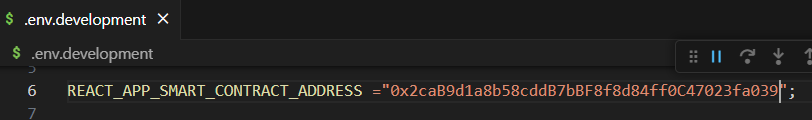 $ .env.development ×
$ .env.development
5
6 REACT_APP_SMART_CONTRACT_ADDRESS ="0x2caB9d1a8b58cddB7bBF8f8d84ff0C47023fa039";
7